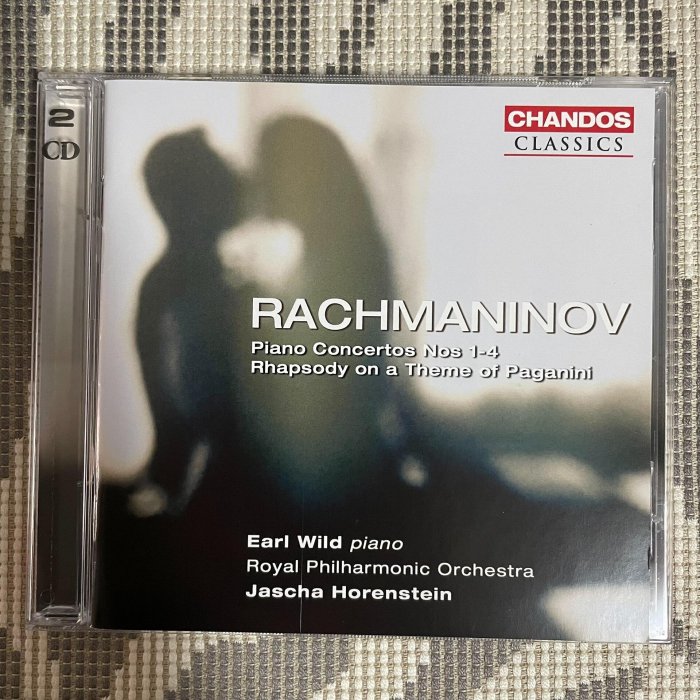 2
CD
CHANDOS
CLASSICS
RACHMANINOV
Piano Concertos Nos 1-4
Rhapsody on a Theme of Paganini
Earl Wild piano
Royal Philharmonic Orchestra
Jascha Horenstein